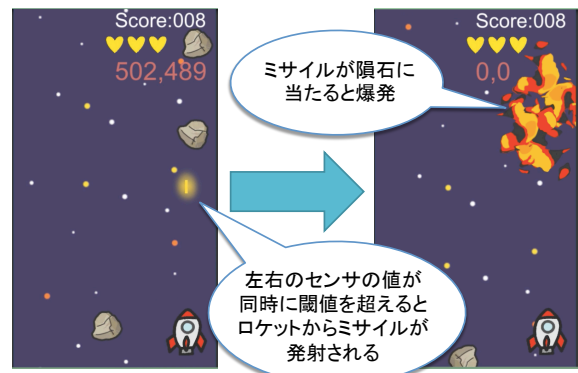 Score:008
502,489
Score:008
0,0
ミサイルが隕石に
当たると爆発
左右のセンサの値が
同時に閾値を超えると
ロケットからミサイルが
発射される